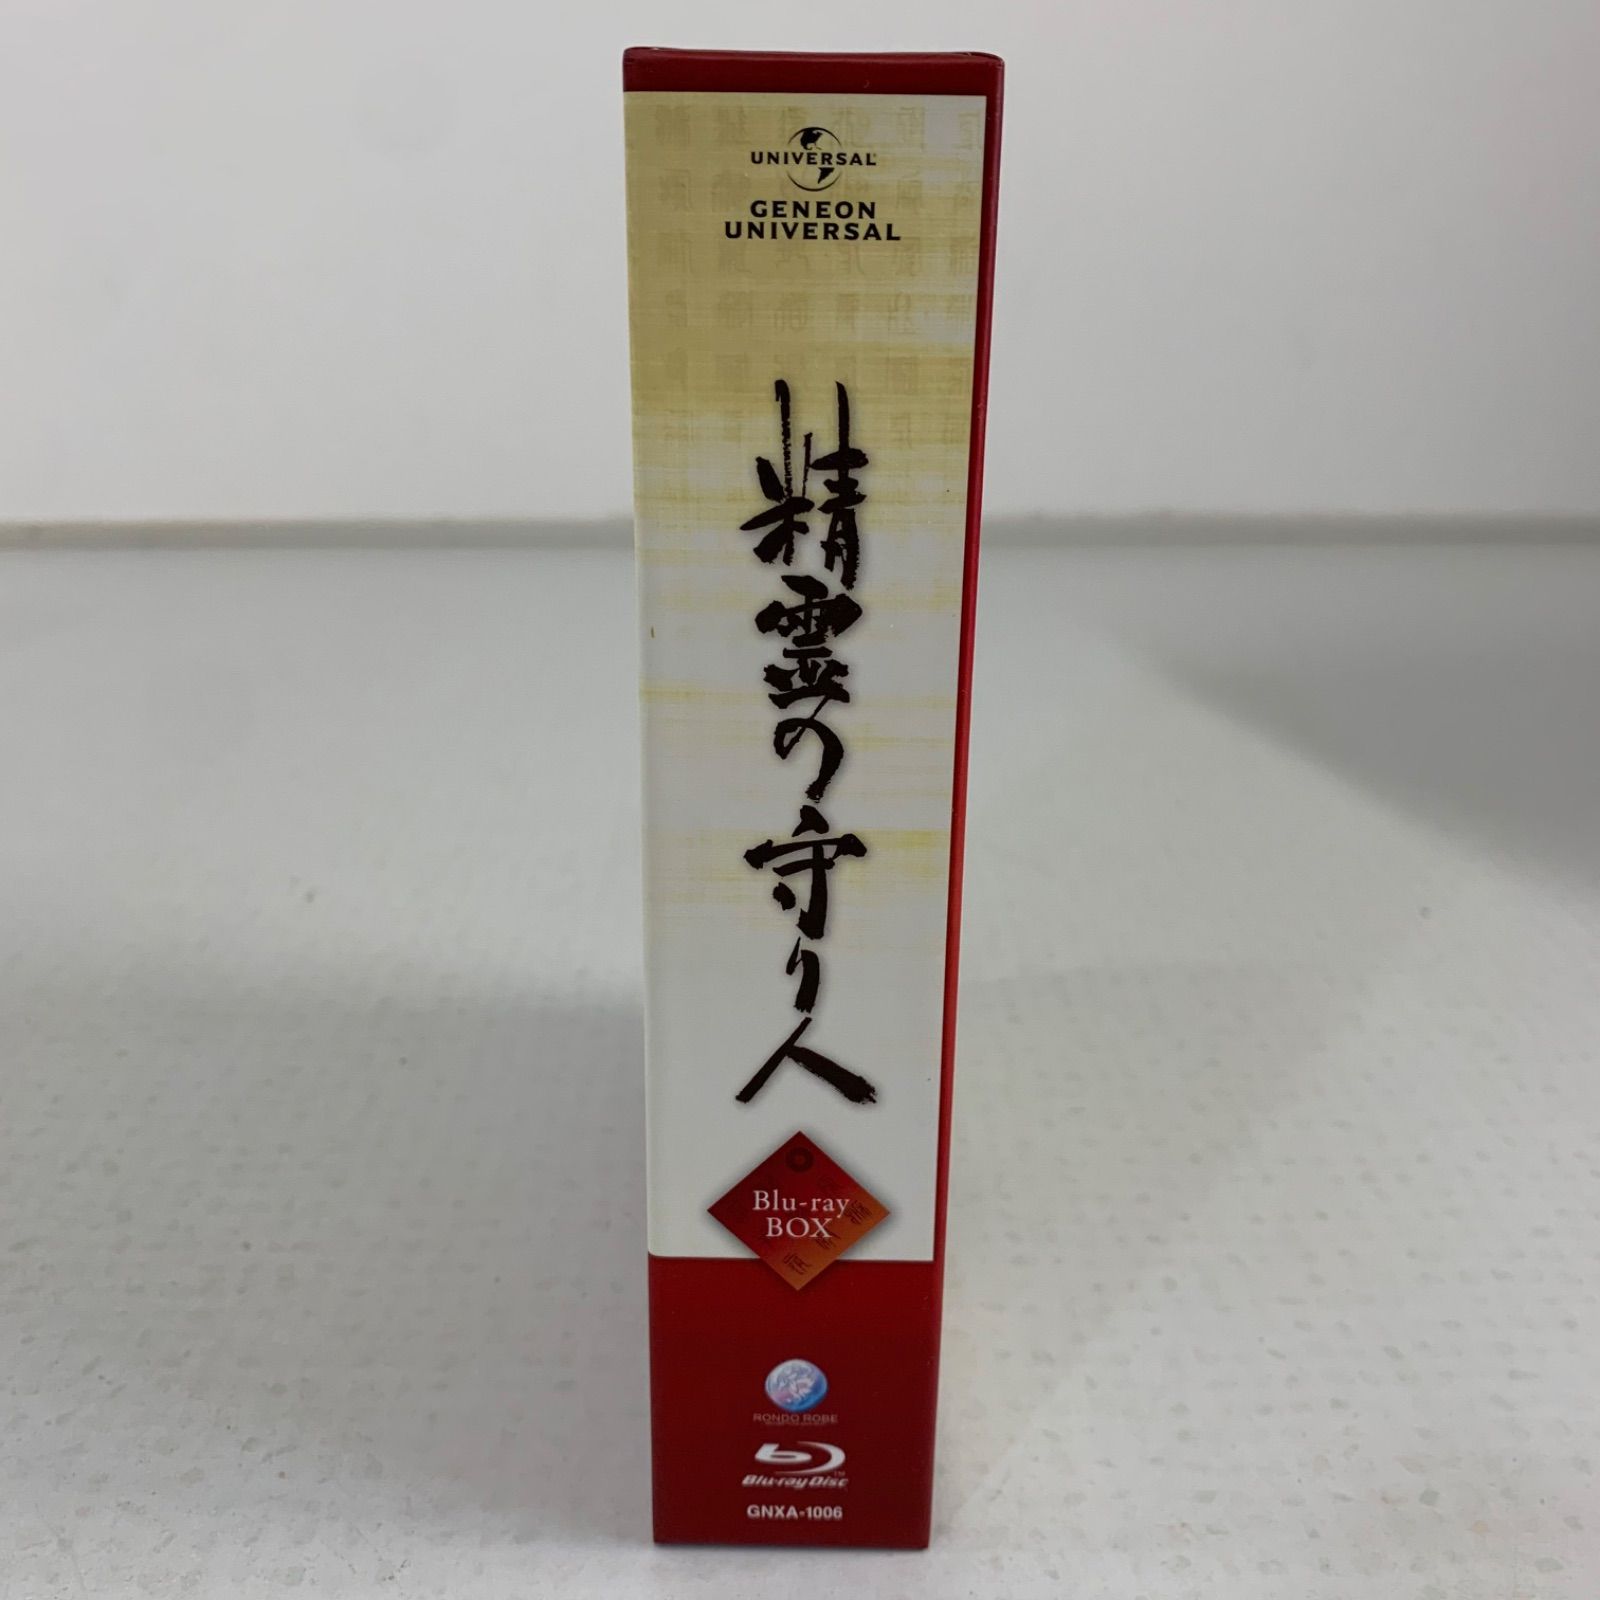 UNIVERSAL
GENEON
UNIVERSAL
精霊の守り人
Blu-ray
BOX
RONDO ROBE
Blu-ray Disc
TM
GNXA-1006